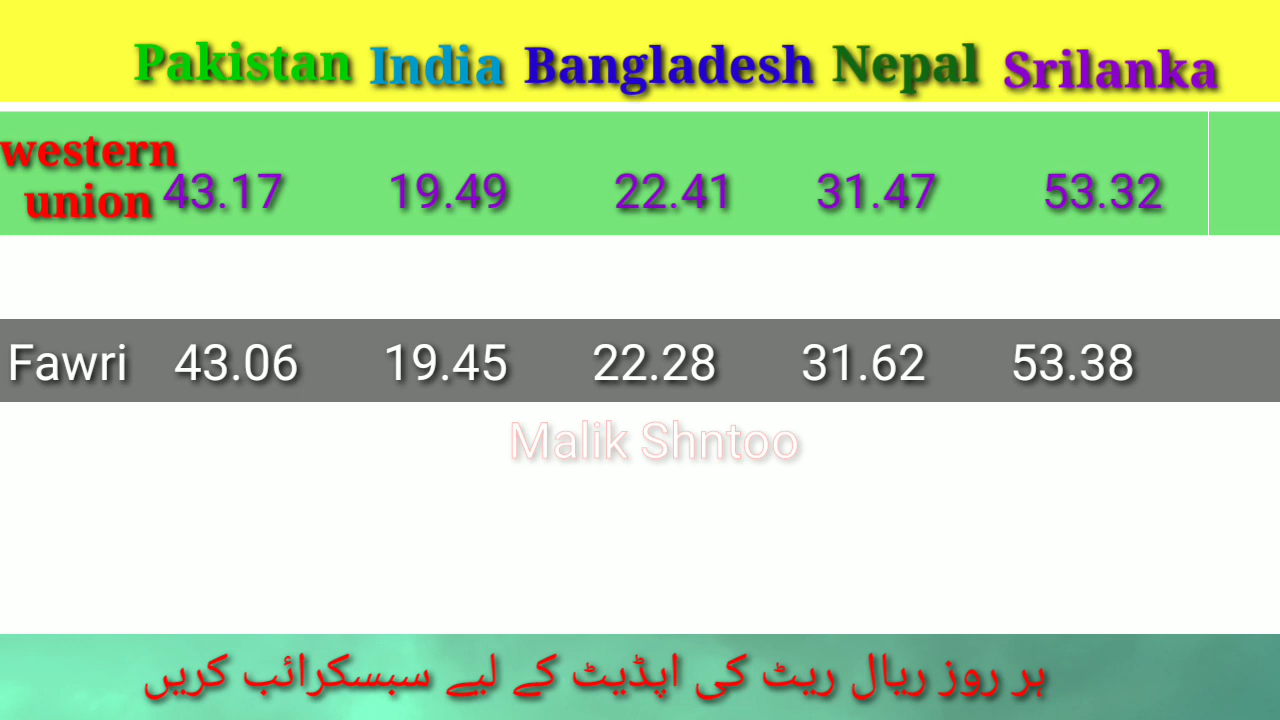 Pakistan India Bangladesh Nepal Srilanka
western
union 43.17 19.49 22.41 31.47 53.32
Fawri 43.06 19.45 22.28 31.62 53.38
Malik Shntoo
ہر روز ریال ریٹ کی اپڈیٹ کے لیے سبسکرائب کریں